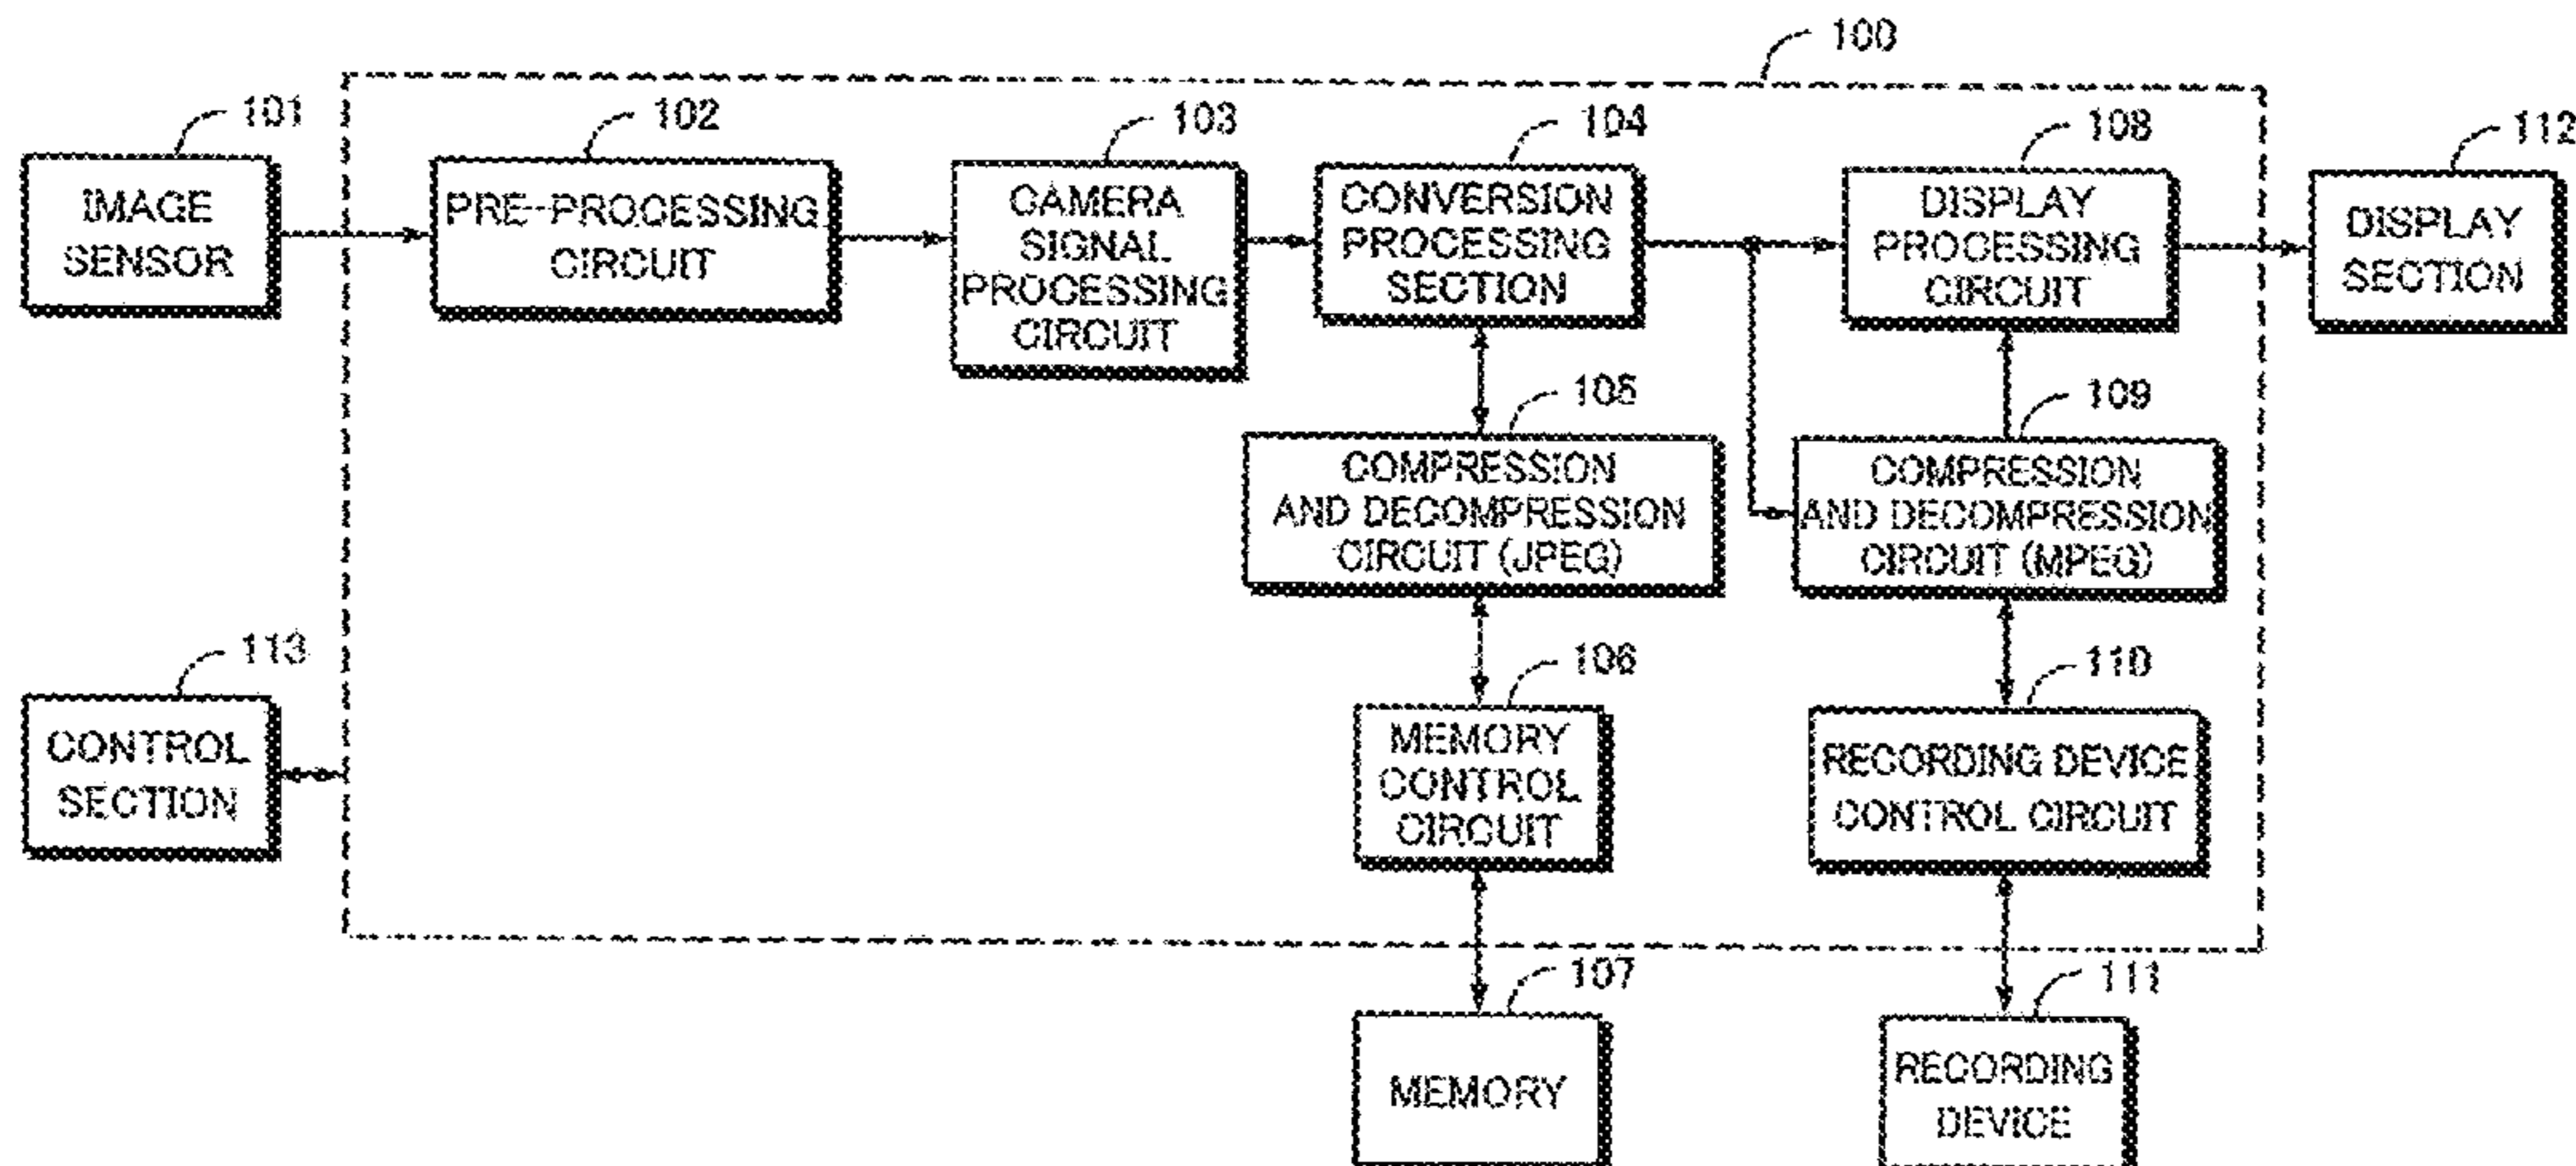 100
101
IMAGE
SENSOR
102
PRE-PROCESSING
CIRCUIT
103
CAMERA
SIGNAL
PROCESSING
CIRCUIT
104
CONVERSION
PROCESSING
SECTION
108
DISPLAY
PROCESSING
CIRCUIT
112
DISPLAY
SECTION
105
COMPRESSION
AND DECOMPRESSION
CIRCUIT (JPEG)
109
COMPRESSION
AND DECOMPRESSION
CIRCUIT (MPEG)
113
CONTROL
SECTION
106
MEMORY
CONTROL
CIRCUIT
110
RECORDING DEVICE
CONTROL CIRCUIT
107
MEMORY
111
RECORDING
DEVICE